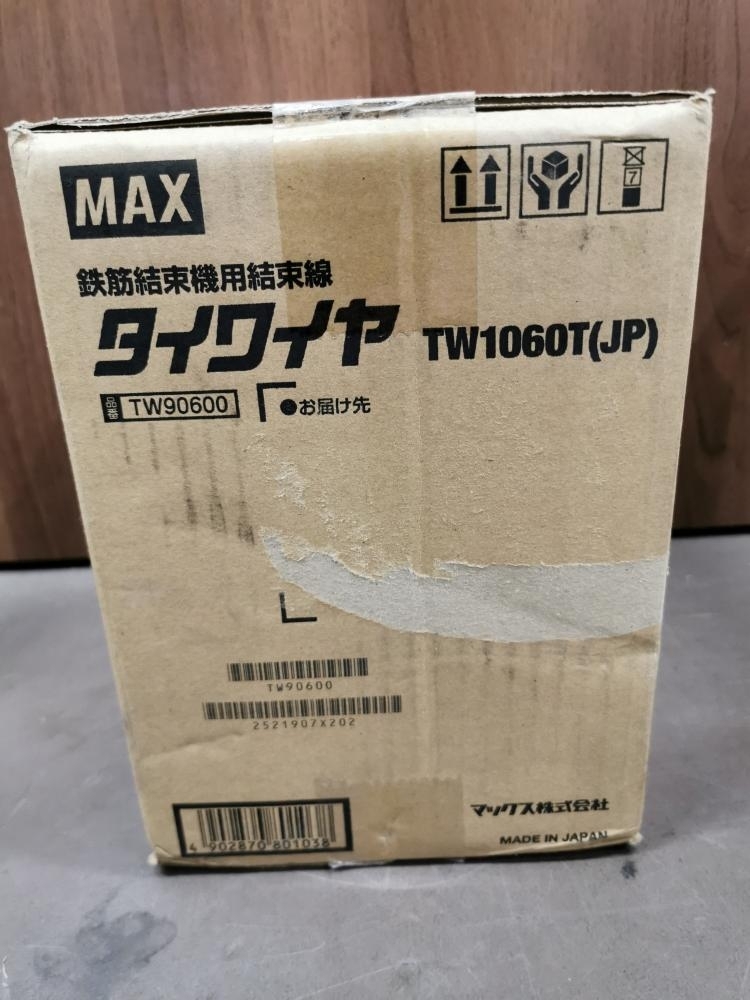 MAX
7
鉄筋結束機用結束線
タイワイヤ TW1060T(JP)
品番 TW90600
●お届け先
TW90600
2521907X202
4 902870 801038
マックス株式会社
MADE IN JAPAN